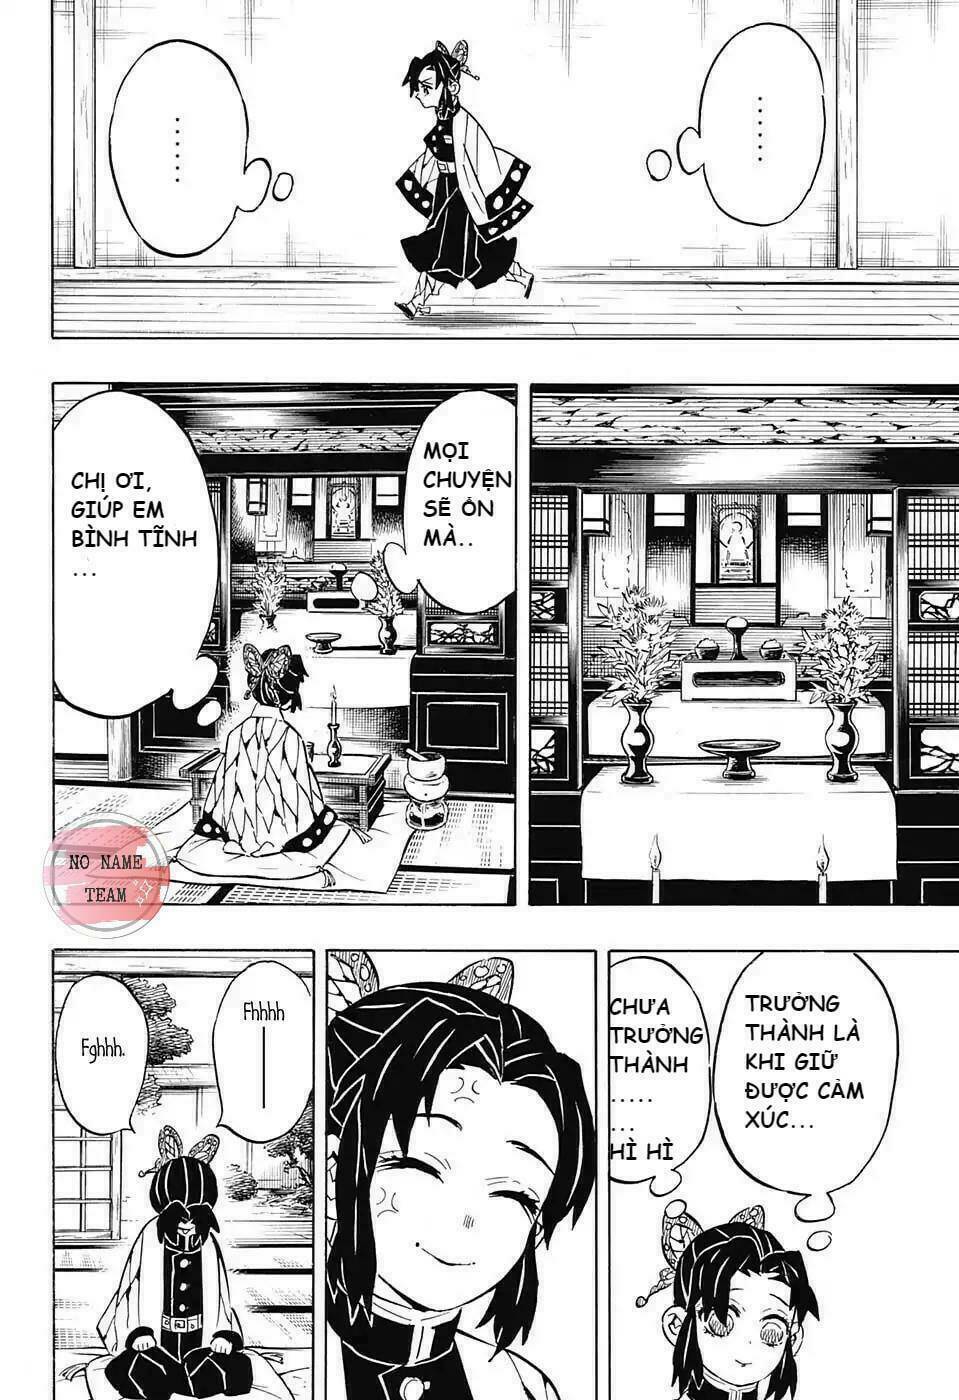 ......
......
MỌI
CHUYỆN
SẼ ỔN
MÀ..
CHỊ ƠI,
GIÚP EM
BÌNH TĨNH
...
NO NAME
TEAM
TRƯỞNG
THÀNH LÀ
KHI GIỮ
ĐƯỢC CẢM
XÚC...
CHƯA
TRƯỞNG
THÀNH
.....
...
HÌ HÌ
Fhhhh
Fghhh.